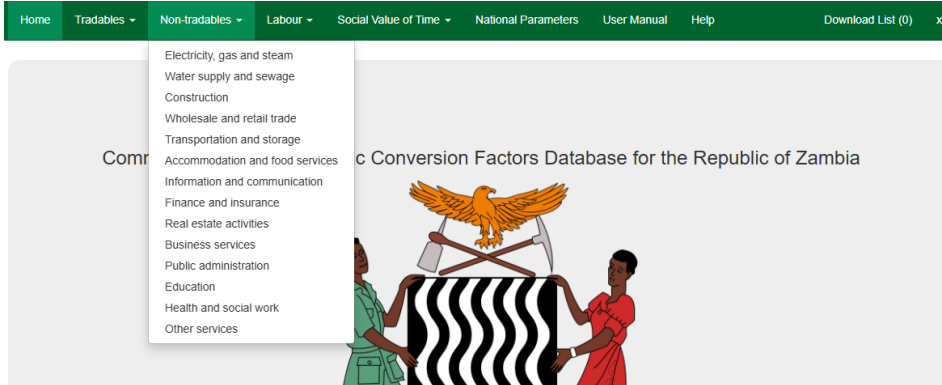 Home Tradables Non-tradables Labour Social Value of Time National Parameters User Manual Help Download List (0) x
Electricity, gas and steam
Water supply and sewage
Construction
Wholesale and retail trade
Transportation and storage
Comr c Conversion Factors Database for the Republic of Zambia
Accommodation and food services
Information and communication
Finance and insurance
Real estate activities
Business services
Public administration
Education
Health and social work
Other services